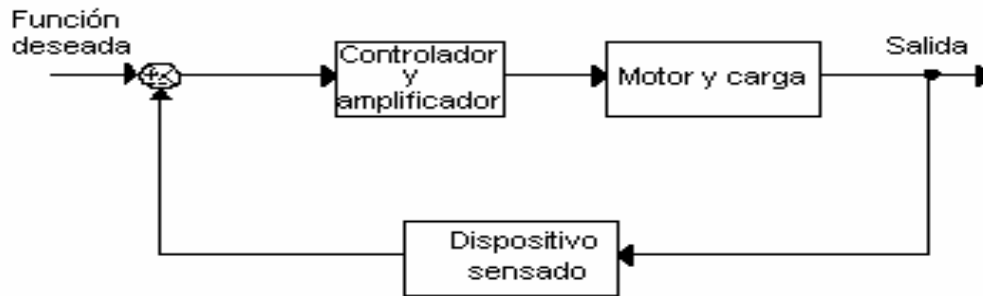 Función
deseada
Controlador
y
amplificador
Motor y carga
Salida
Dispositivo
sensado